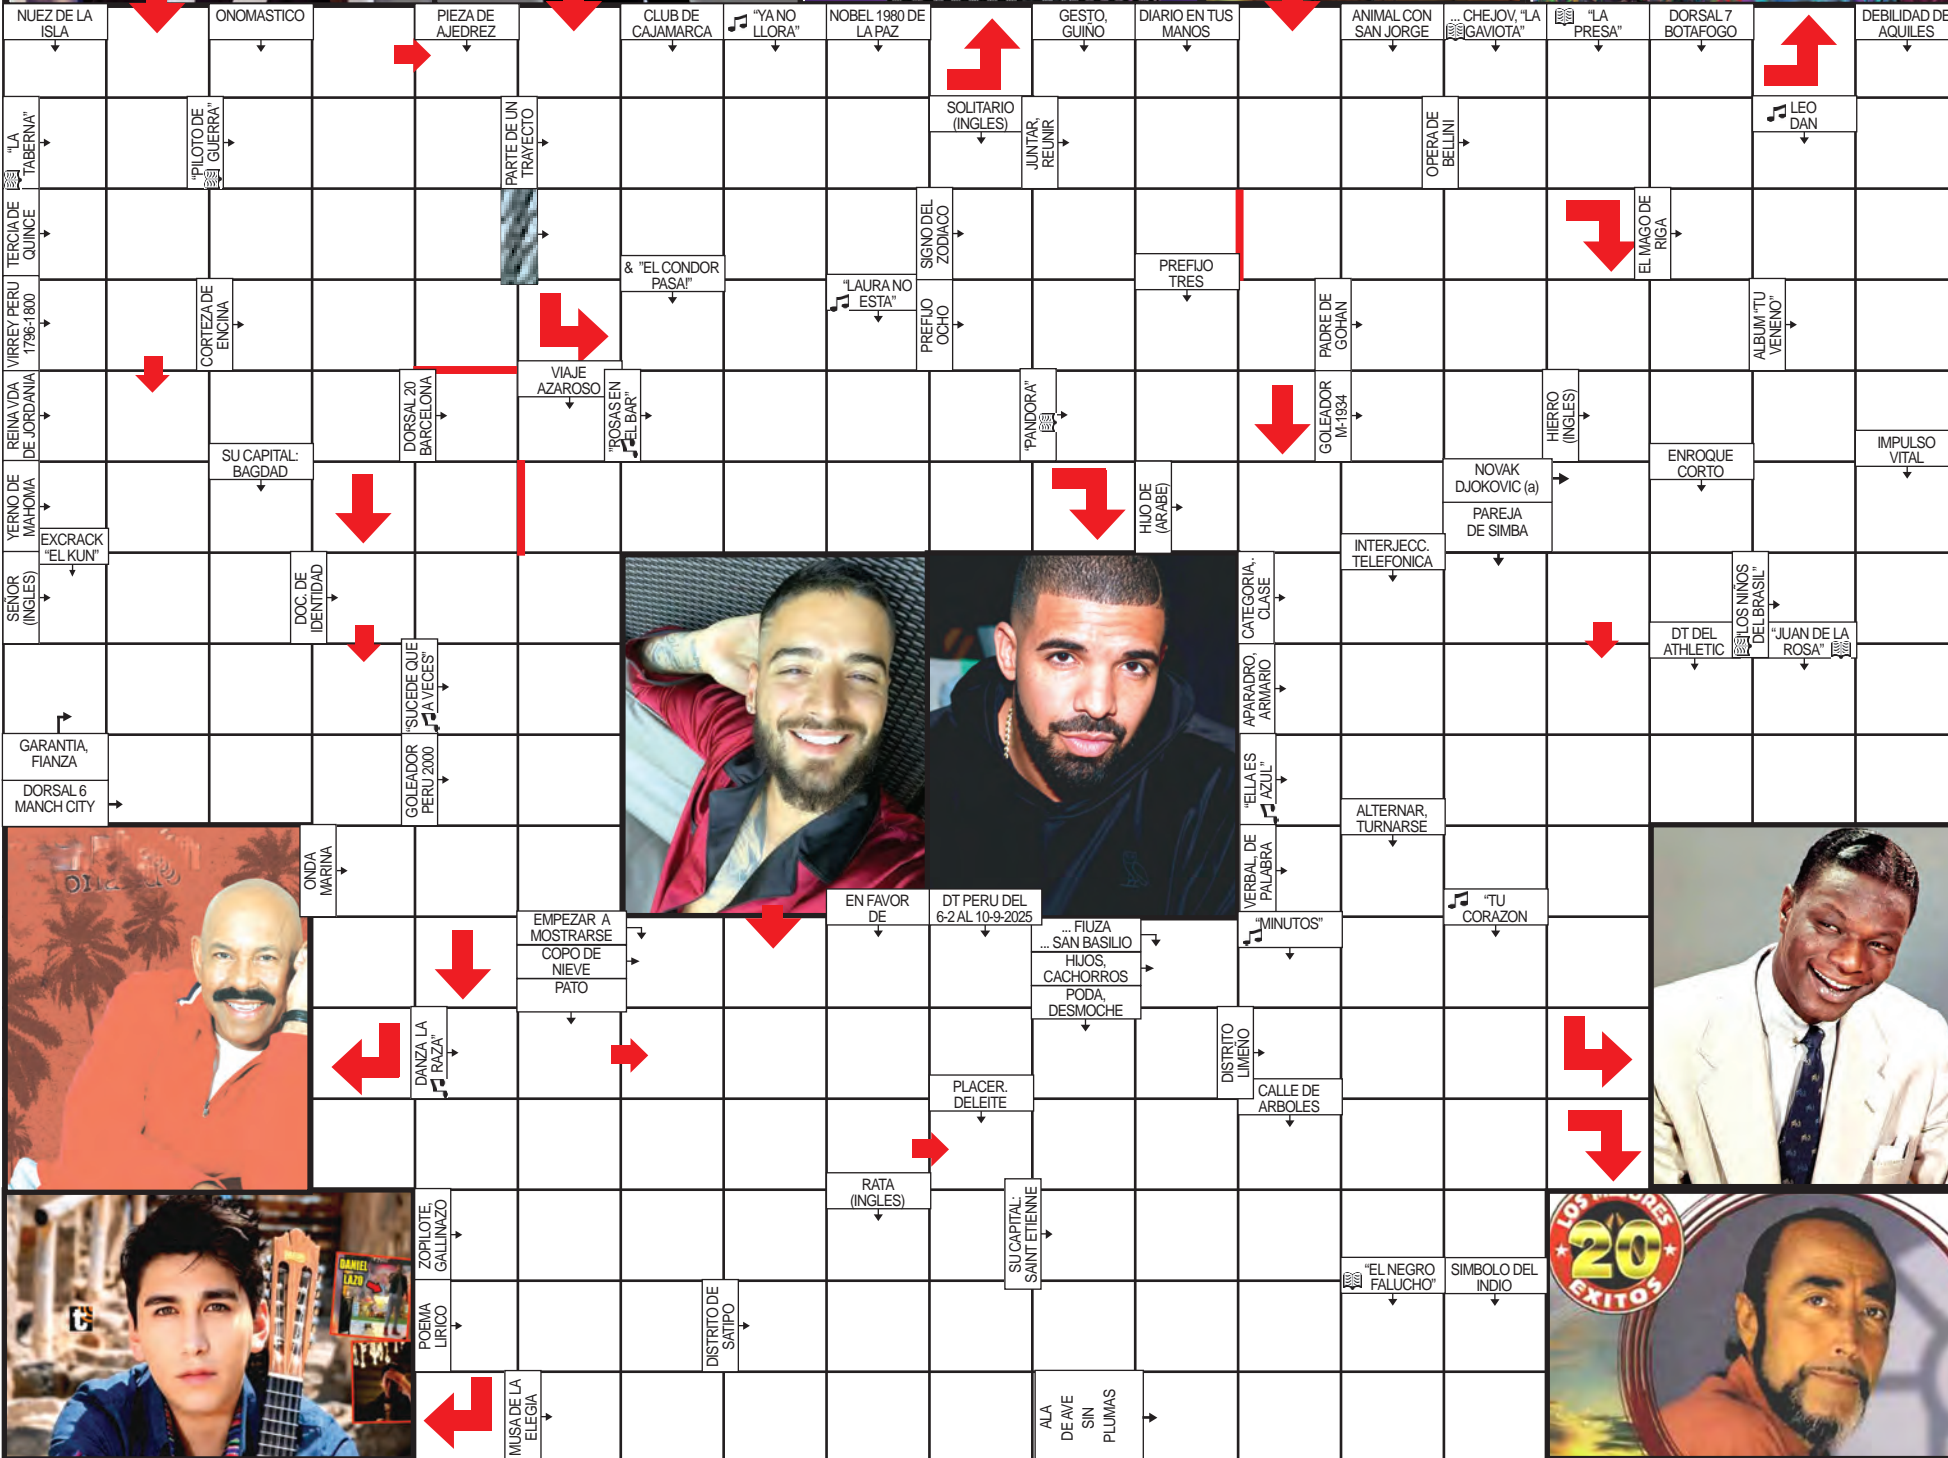 NUEZ DE LA
ISLA
ONOMASTICO
PIEZA DE
AJEDREZ
CLUB DE
CAJAMARCA
"YA NO
LLORA"
NOBEL 1980 DE
LA PAZ
GESTO,
GUIÑO
DIARIO EN TUS
MANOS
ANIMAL CON
SAN JORGE
... CHEJOV, "LA
GAVIOTA"
"LA
PRESA"
DORSAL 7
BOTAFOGO
DEBILIDAD DE
AQUILES
"LA
TABERNA"
"PILOTO DE
GUERRA"
PARTE DE UN
TRAYECTO
SOLITARIO
(INGLES)
JUNTAR,
REUNIR
OPERA DE
BELLINI
LEO
DAN
TERCIA DE
QUINCE
& "EL CONDOR
PASA!"
SIGNO DEL
ZODIACO
PREFIJO
TRES
EL MAGO DE
RIGA
VIRREY PERU
1796-1800
CORTEZA DE
ENCINA
"LAURA NO
ESTA"
PREFIJO
OCHO
PADRE DE
GOHAN
ALBUM "TU
VENENO"
REINA VDA
DE JORDANIA
DORSAL 20
BARCELONA
VIAJE
AZAROSO
"ROSAS EN
EL BAR"
"PANDORA"
GOLEADOR
M-1934
HIERRO
(INGLES)
SU CAPITAL:
BAGDAD
ENROQUE
CORTO
IMPULSO
VITAL
YERNO DE
MAHOMA
HIJO DE
(ARABE)
NOVAK
DJOKOVIC (a)
PAREJA
DE SIMBA
EXCRACK
"EL KUN"
INTERJECC.
TELEFONICA
SEÑOR
(INGLES)
DOC. DE
IDENTIDAD
CATEGORIA,.
CLASE
"LOS NIÑOS
DEL BRASIL"
DT DEL
ATHLETIC
"JUAN DE LA
ROSA"
"SUCEDE QUE
A VECES"
APARADRO,
ARMARIO
GARANTIA,
FIANZA
DORSAL 6
MANCH CITY
GOLEADOR
PERU 2000
"ELLA ES
AZUL"
ALTERNAR,
TURNARSE
ONDA
MARINA
VERBAL, DE
PALABRA
EN FAVOR
DE
DT PERU DEL
6-2 AL 10-9-2025
"TU
CORAZON
EMPEZAR A
MOSTRARSE
COPO DE
NIEVE
PATO
... FIUZA
... SAN BASILIO
HIJOS,
CACHORROS
PODA,
DESMOCHE
"MINUTOS"
DANZA LA
RAZA"
DISTRITO
LIMEÑO
PLACER.
DELEITE
CALLE DE
ARBOLES
RATA
(INGLES)
ZOPILOTE,
GALLINAZO
SU CAPITAL:
SAINT ETIENNE
LOS MEJORES
20
EXITOS
"EL NEGRO
FALUCHO"
SIMBOLO DEL
INDIO
DANIEL
LAZO
t
POEMA
LIRICO
DISTRITO DE
SATIPO
MUSA DE LA
ELEGIA
ALA
DE AVE
SIN
PLUMAS